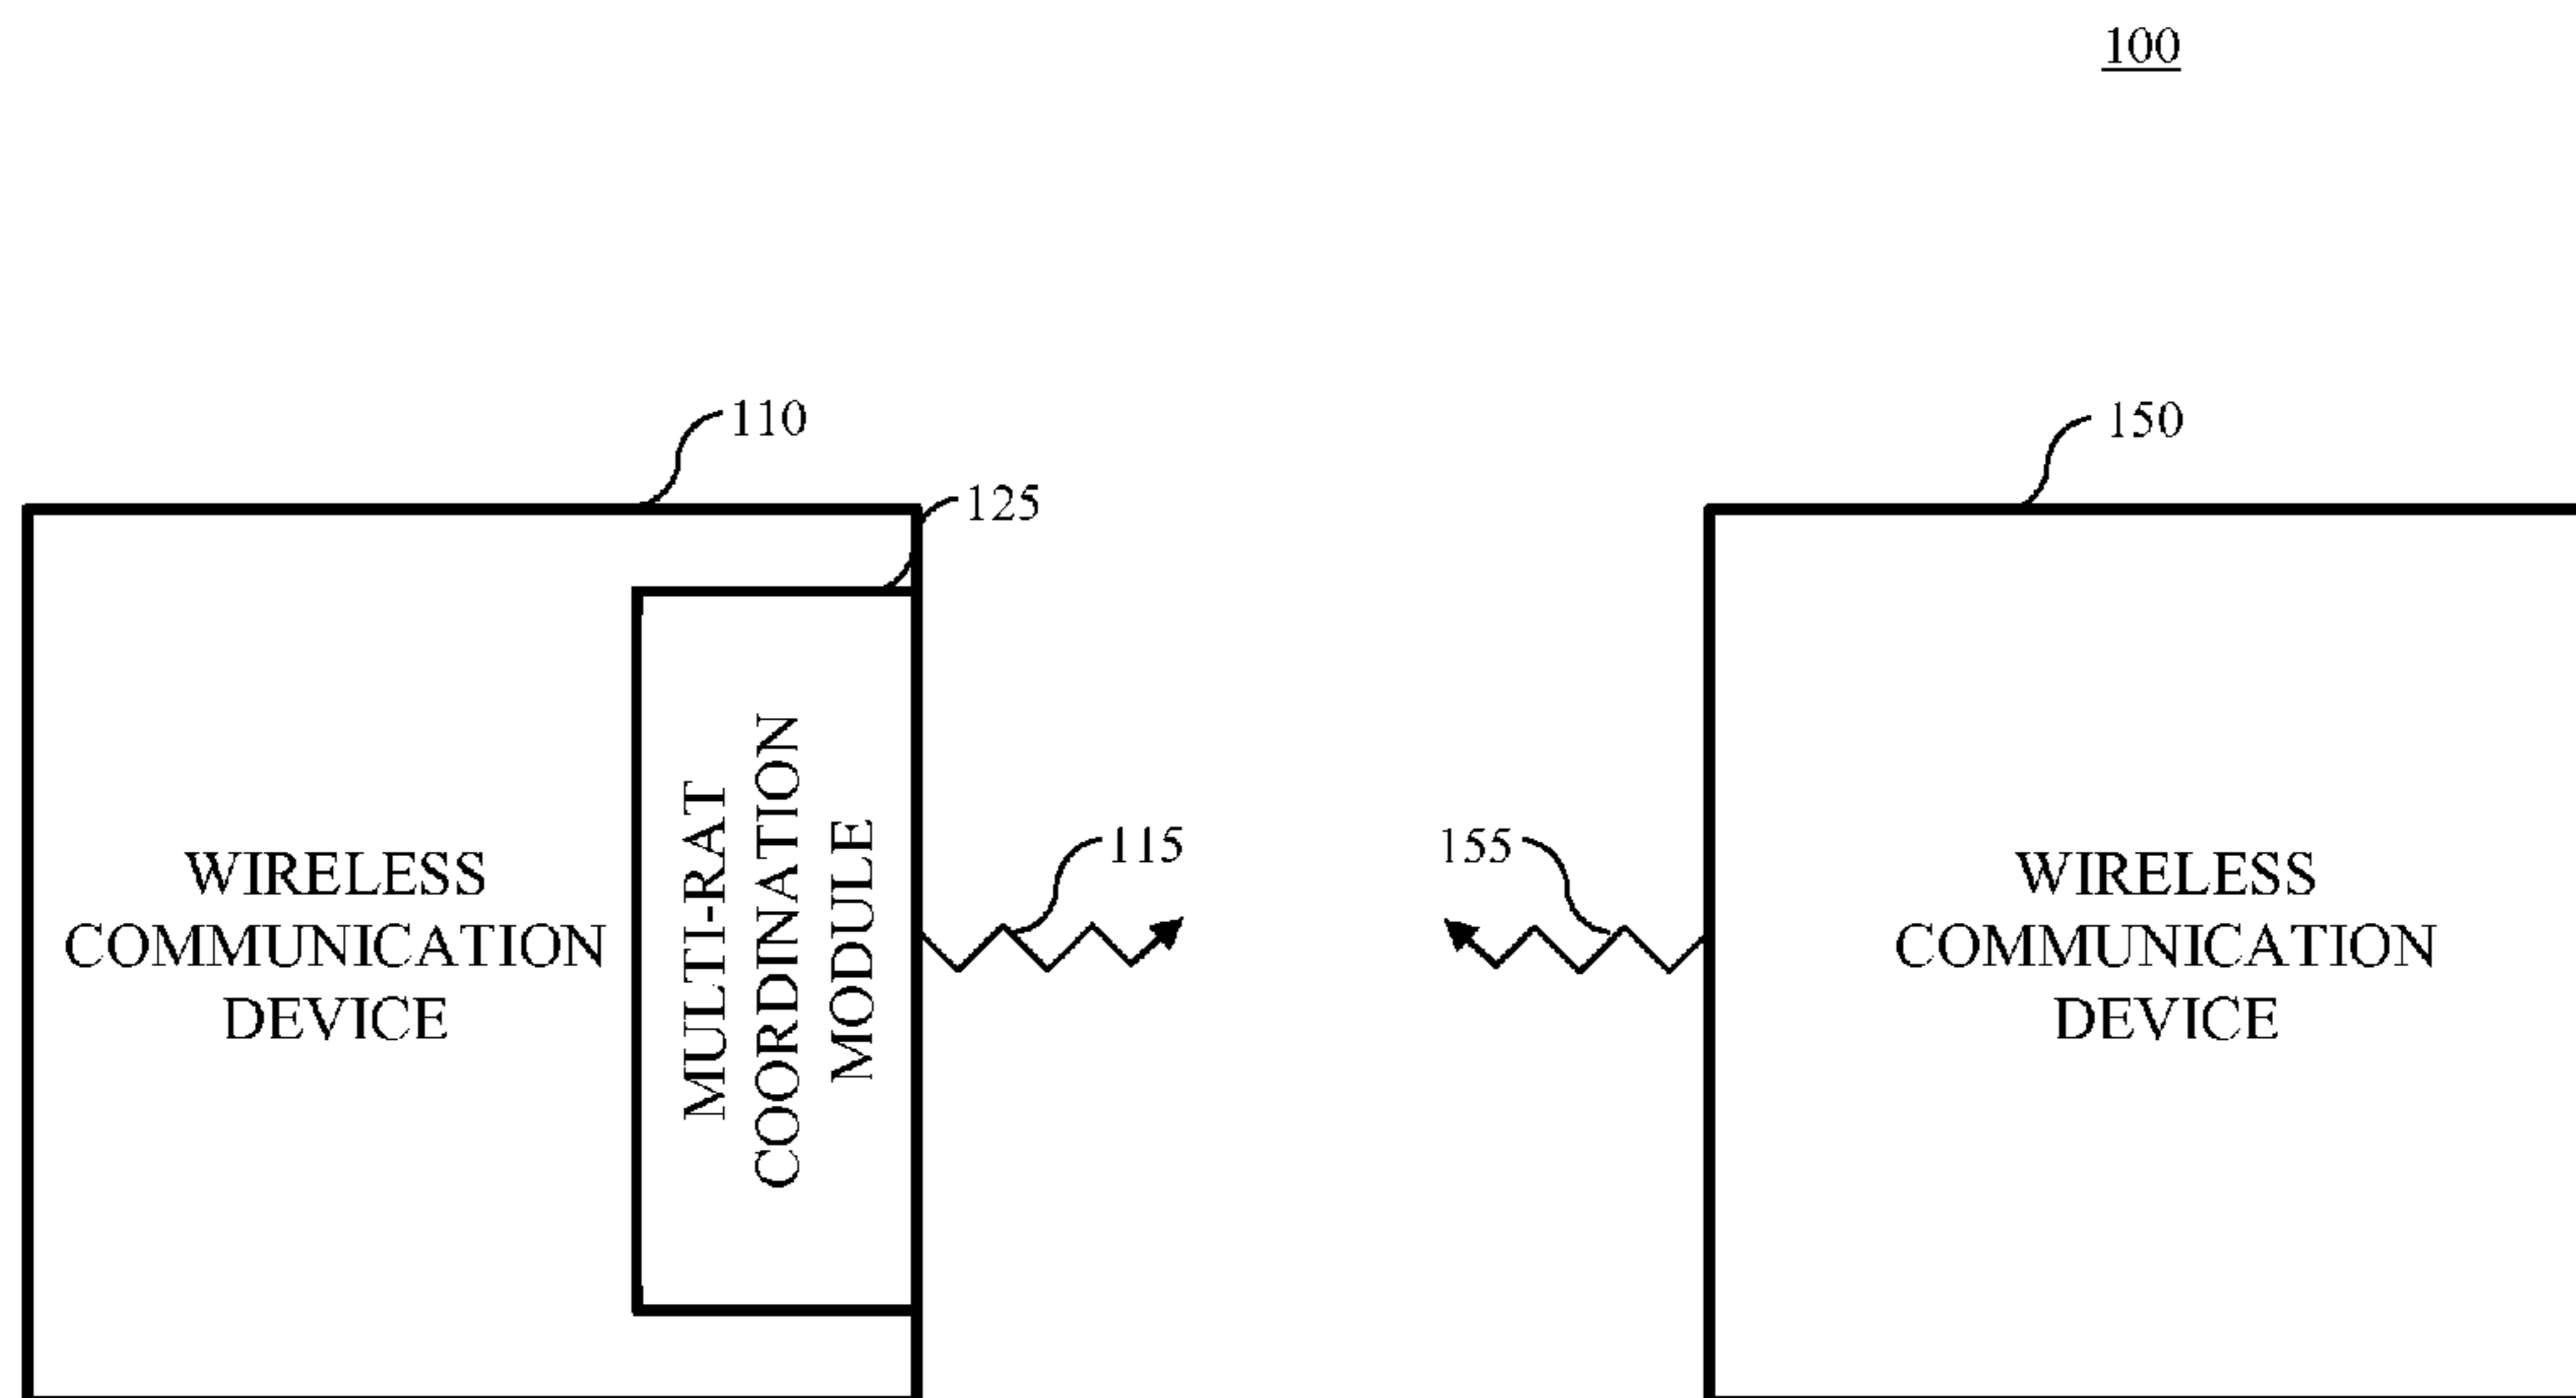 100
110
150
125
WIRELESS
COMMUNICATION
DEVICE
MULTI-RAT
COORDINATION
MODULE
115
155
WIRELESS
COMMUNICATION
DEVICE